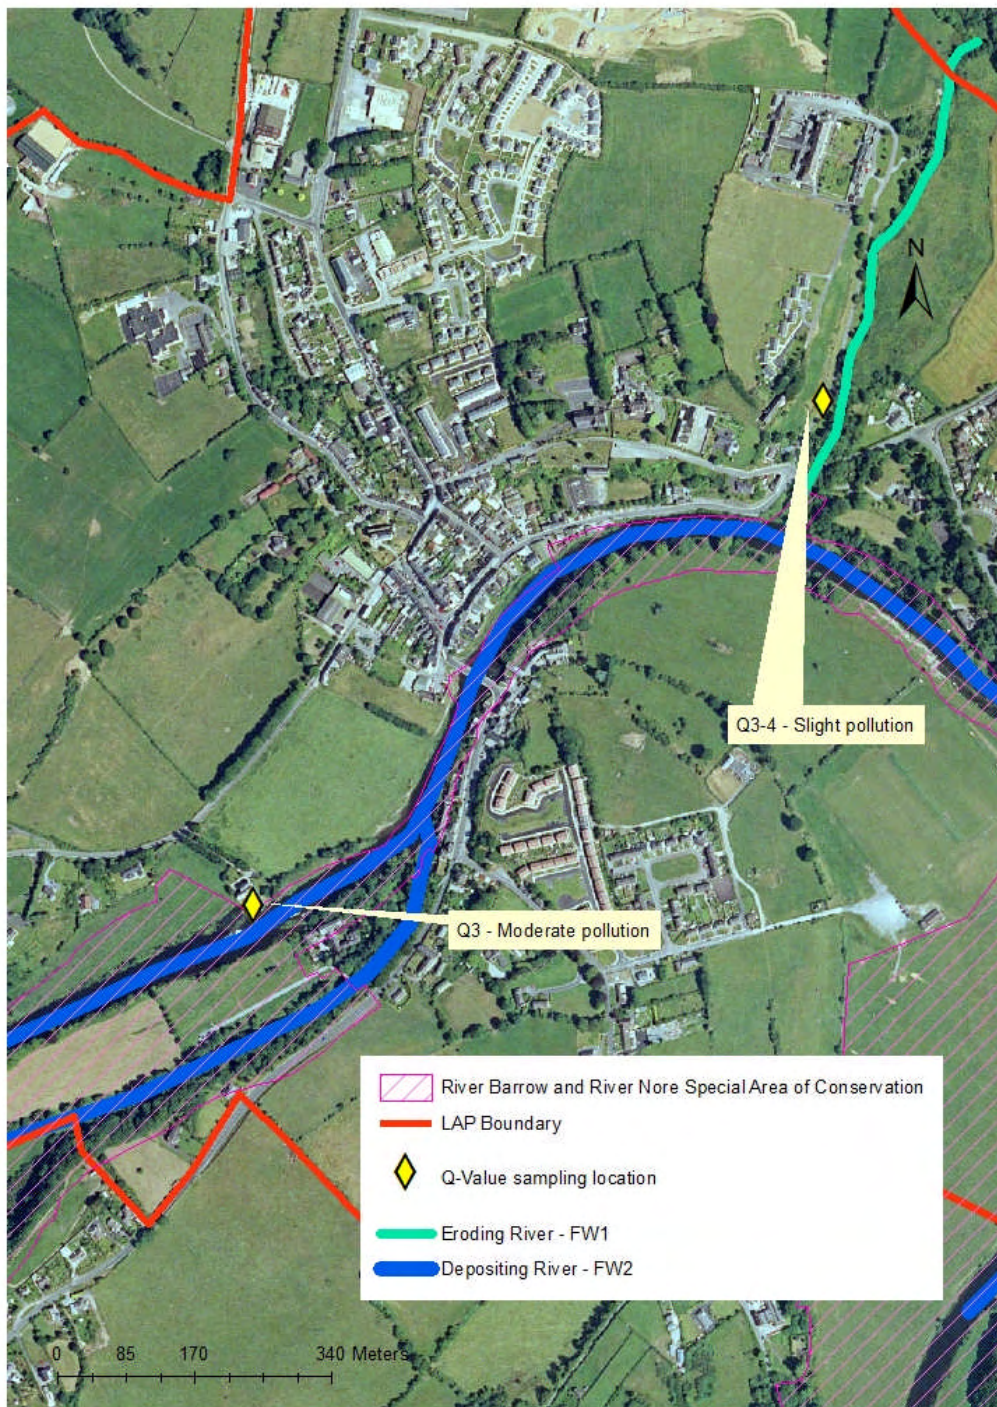 N
Q3-4 - Slight pollution
Q3 - Moderate pollution
River Barrow and River Nore Special Area of Conservation
LAP Boundary
Q-Value sampling location
Eroding River - FW1
Depositing River - FW2
0 85 170 340 Meters